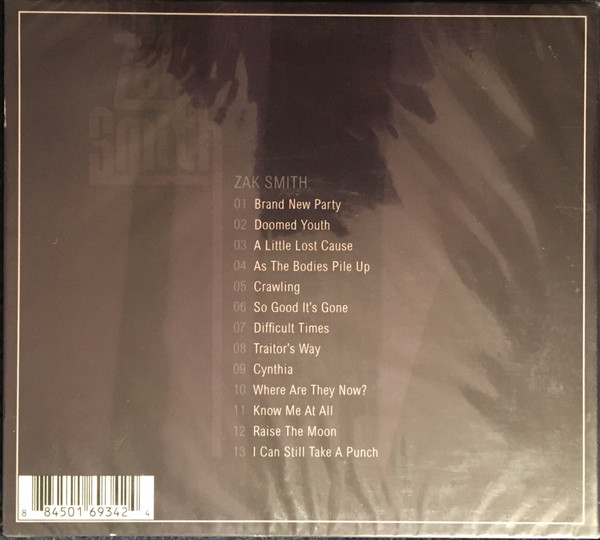 Zak
Smith
ZAK SMITH
01 Brand New Party
02 Doomed Youth
03 A Little Lost Cause
04 As The Bodies Pile Up
05 Crawling
06 So Good It's Gone
07 Difficult Times
08 Traitor's Way
09 Cynthia
10 Where Are They Now?
11 Know Me At All
12 Raise The Moon
13 I Can Still Take A Punch
8 84501 69342 4